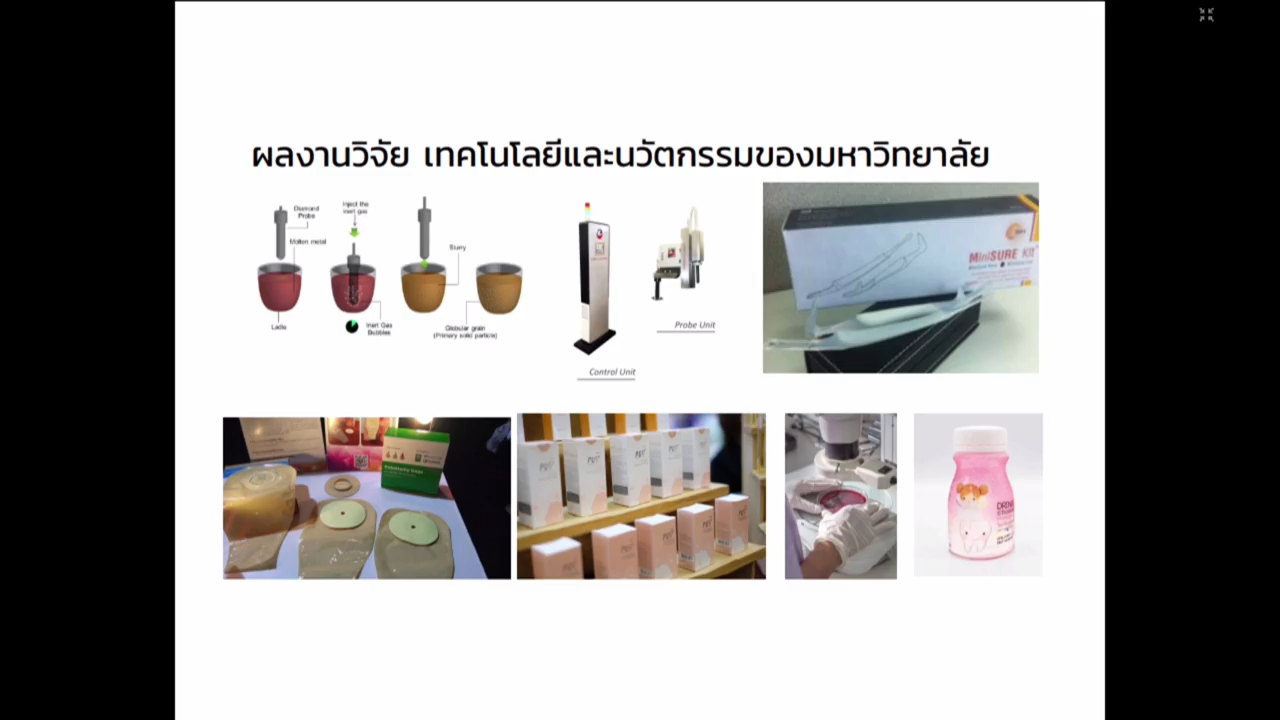 ผลงานวิจัย เทคโนโลยีและนวัตกรรมของมหาวิทยาลัย
Diamond
Probe
Molten metal
Ladle
Inject the
inert gas
Inert Gas
Bubbles
Slurry
Globular grain
(Primary solid particle)
Control Unit
Probe Unit
MiniSURE Kit